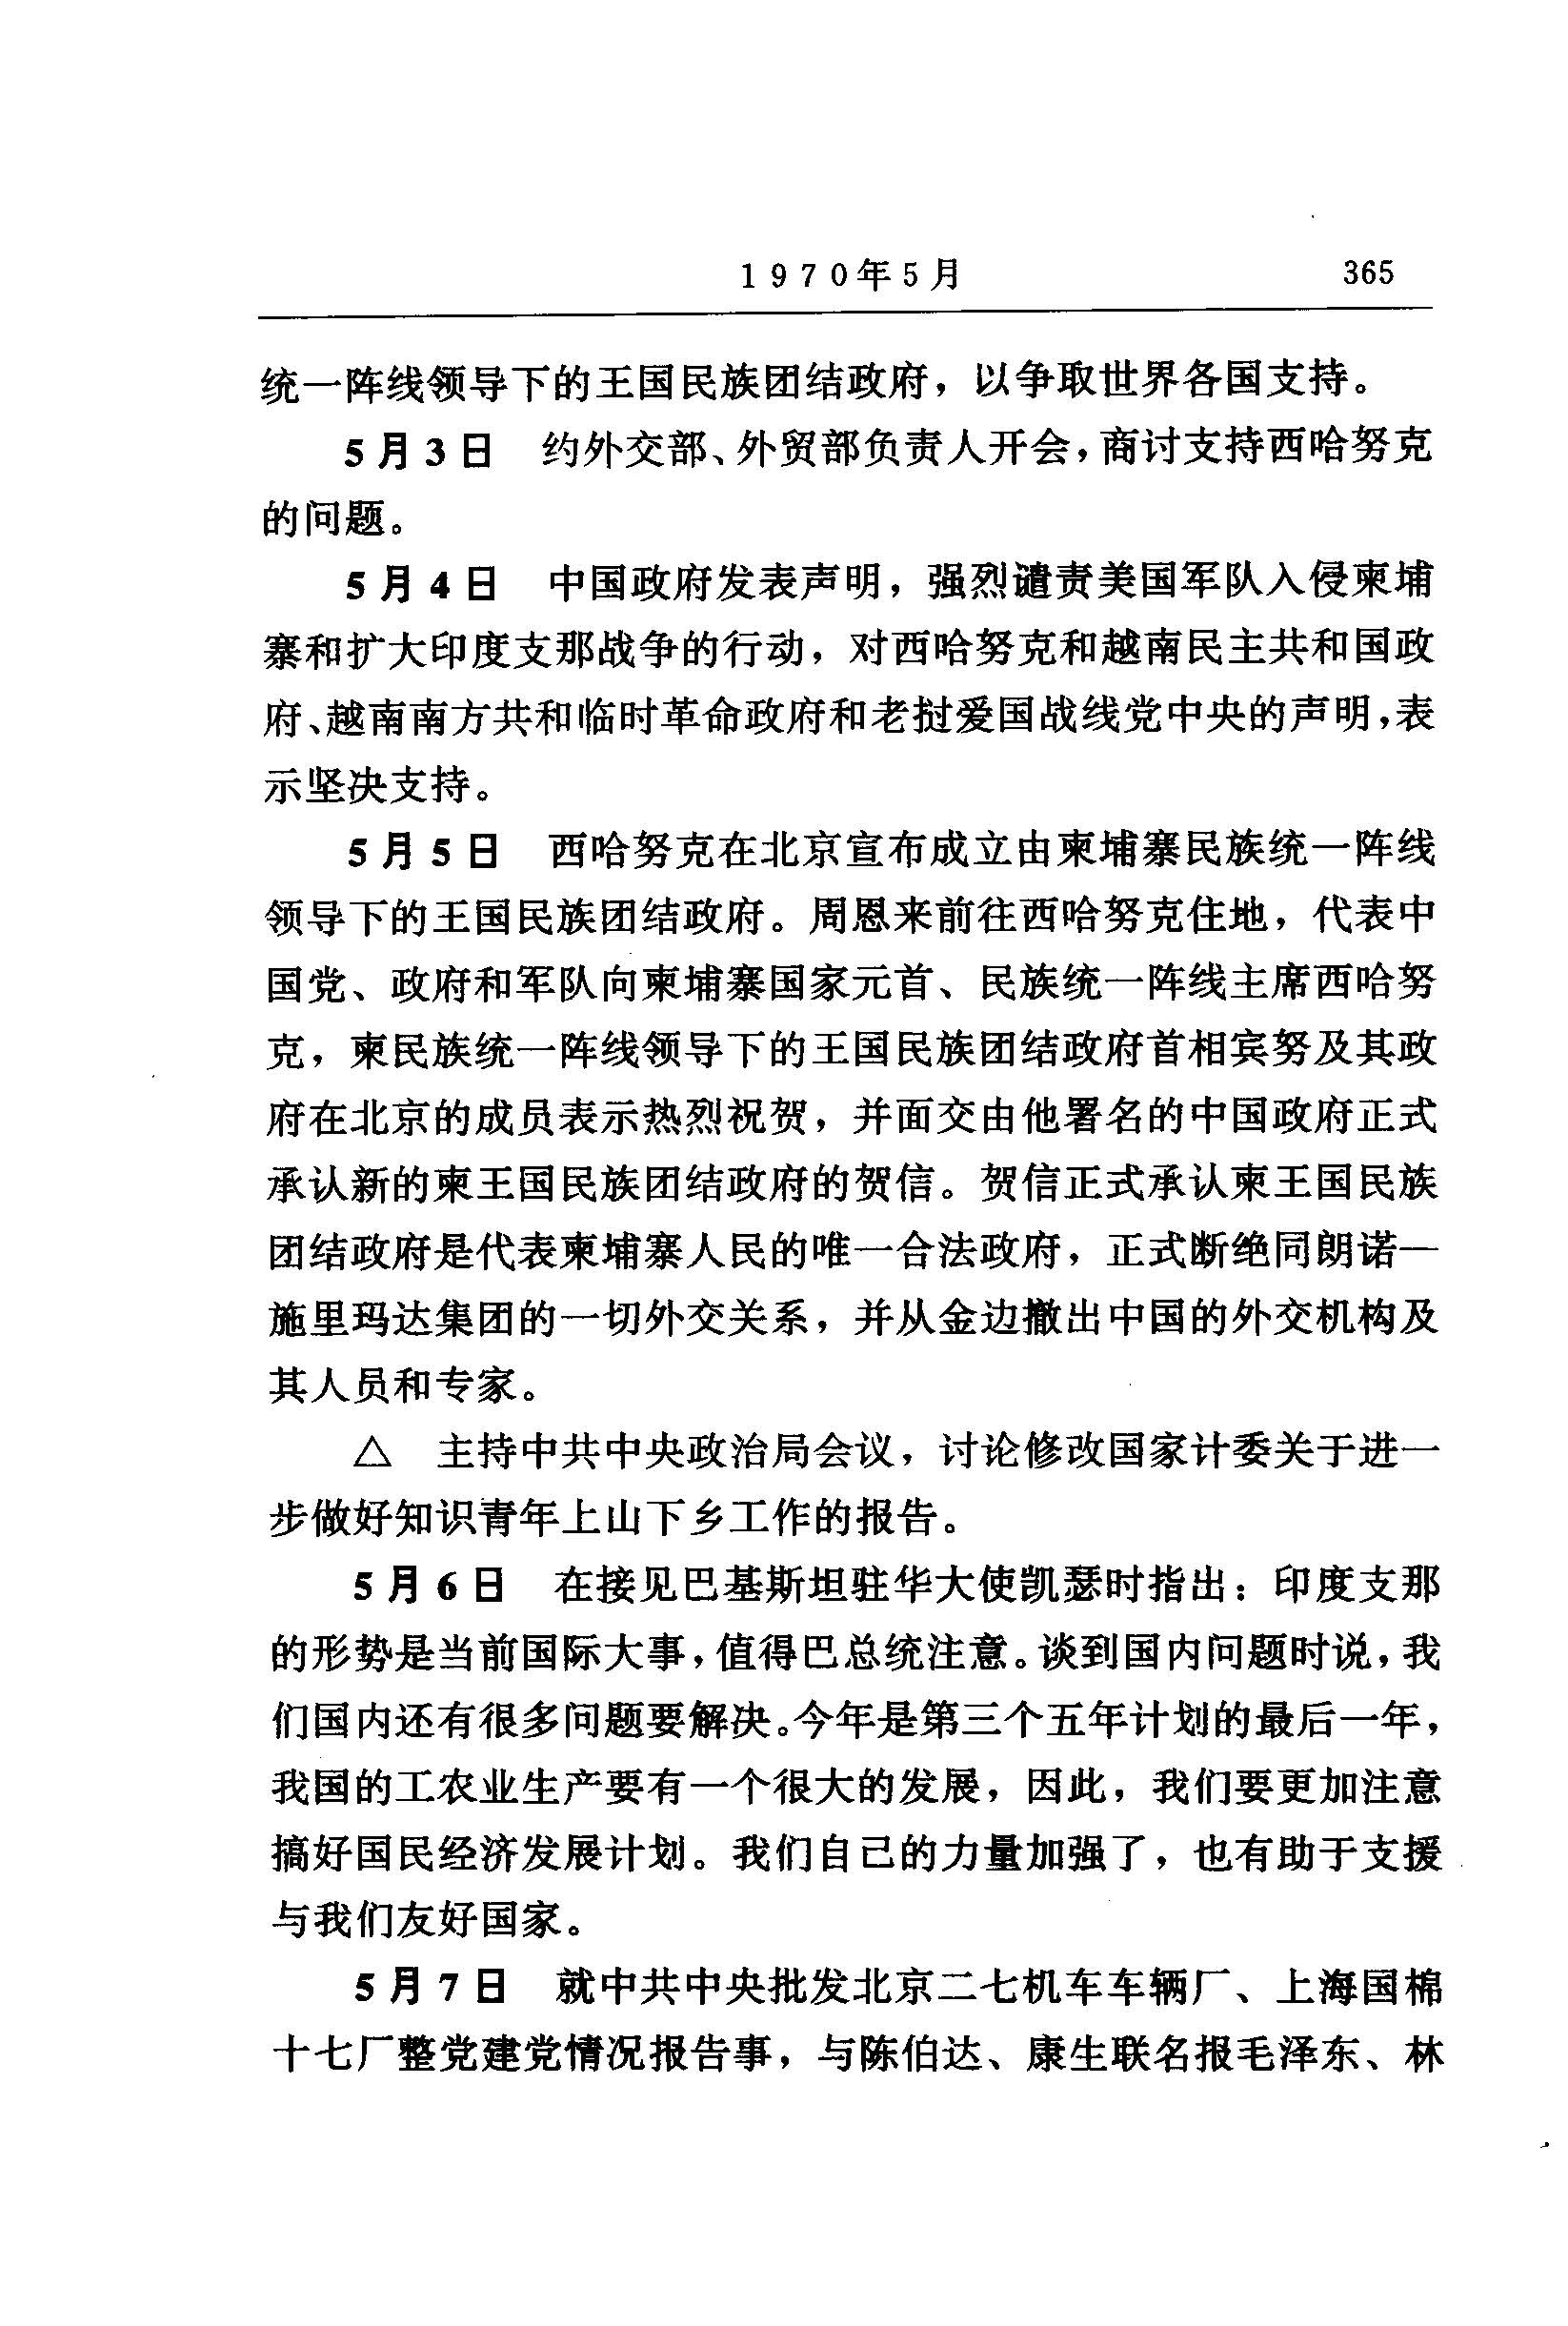 1970年5月 365
统一阵线领导下的王国民族团结政府，以争取世界各国支持。
5月3日 约外交部、外贸部负责人开会，商讨支持西哈努克
的问题。
5月4日 中国政府发表声明，强烈谴责美国军队入侵柬埔
寨和扩大印度支那战争的行动，对西哈努克和越南民主共和国政
府、越南南方共和临时革命政府和老挝爱国战线党中央的声明，表
示坚决支持。
5月5日 西哈努克在北京宣布成立由柬埔寨民族统一阵线
领导下的王国民族团结政府。周恩来前往西哈努克住地，代表中
国党、政府和军队向柬埔寨国家元首、民族统一阵线主席西哈努
克，柬民族统一阵线领导下的王国民族团结政府首相宾努及其政
府在北京的成员表示热烈祝贺，并面交由他署名的中国政府正式
承认新的柬王国民族团结政府的贺信。贺信正式承认柬王国民族
团结政府是代表柬埔寨人民的唯一合法政府，正式断绝同朗诺—
施里玛达集团的一切外交关系，并从金边撤出中国的外交机构及
其人员和专家。
△ 主持中共中央政治局会议，讨论修改国家计委关于进一
步做好知识青年上山下乡工作的报告。
5月6日 在接见巴基斯坦驻华大使凯瑟时指出：印度支那
的形势是当前国际大事，值得巴总统注意。谈到国内问题时说，我
们国内还有很多问题要解决。今年是第三个五年计划的最后一年，
我国的工农业生产要有一个很大的发展，因此，我们要更加注意
搞好国民经济发展计划。我们自己的力量加强了，也有助于支援
与我们友好国家。
5月7日 就中共中央批发北京二七机车车辆厂、上海国棉
十七厂整党建党情况报告事，与陈伯达、康生联名报毛泽东、林